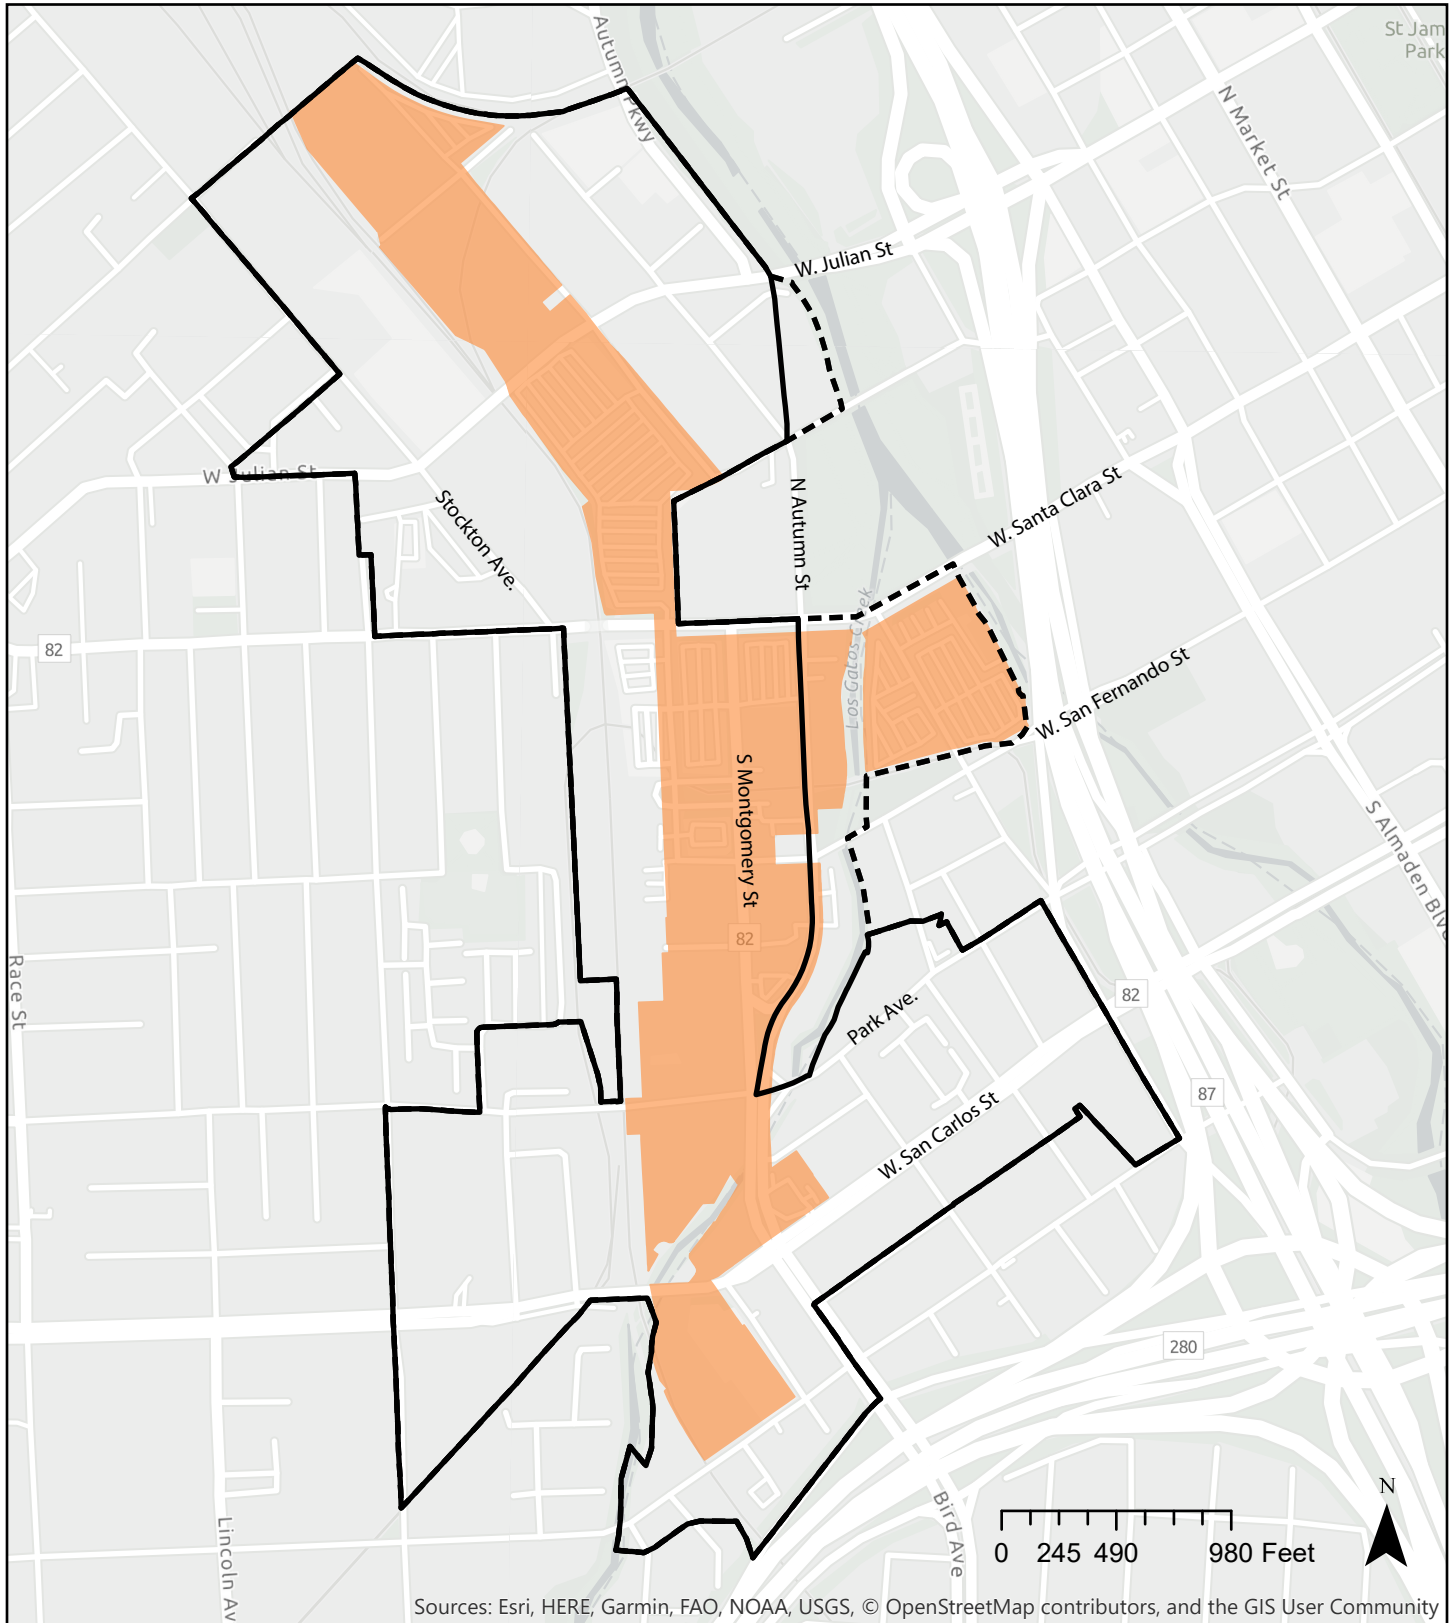 Autumn Pkwy
St Jam
Park
N Market St
W. Julian St
W Julian St
Stockton Ave.
N Autumn St
W. Santa Clara St
Los Gatos Creek
82
W. San Fernando St
S Montgomery St
S Almaden Blv
82
Race St
Park Ave.
82
87
W. San Carlos St
280
Bird Ave
Lincoln Av
N
0 245 490 980 Feet
Sources: Esri, HERE, Garmin, FAO, NOAA, USGS, © OpenStreetMap contributors, and the GIS User Community